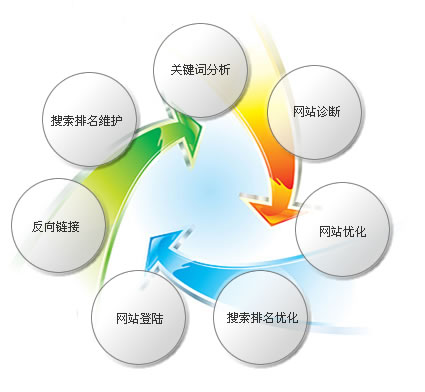 关键词分析
网站诊断
网站优化
搜索排名优化
网站登陆
反向链接
搜索排名维护